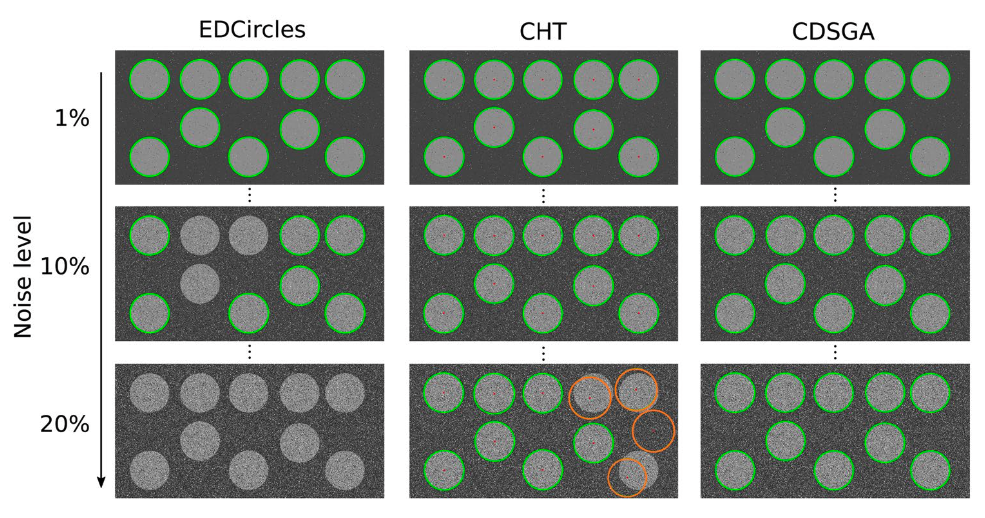 EDCircles
CHT
CDSGA
1%
10%
20%
Noise level